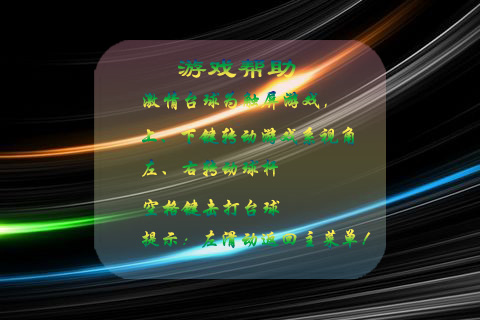 游戏帮助
激情台球为触屏游戏，
上、下键转动游戏系视角
左、右转动球杆
空格键击打台球
提示：左滑动返回主菜单！